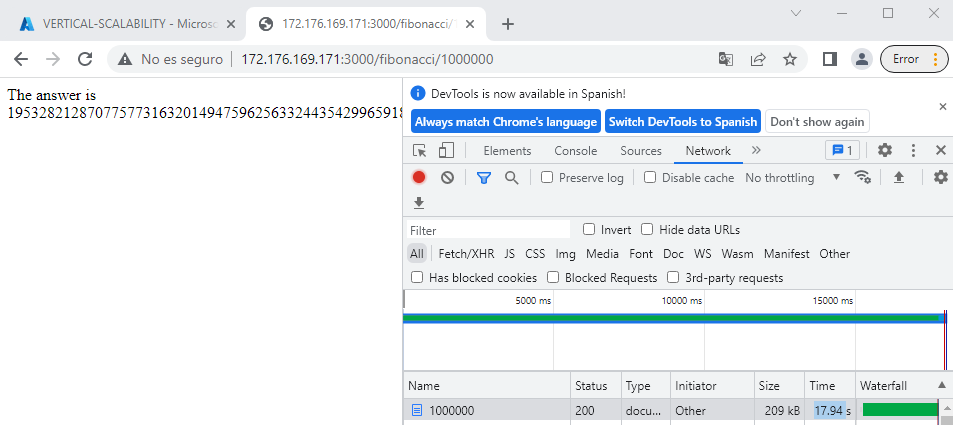 VERTICAL-SCALABILITY - Microso
172.176.169.171:3000/fibonacci/1
No es seguro | 172.176.169.171:3000/fibonacci/1000000
Error
The answer is
19532821287077577316320149475962563324435429965918
DevTools is now available in Spanish!
Always match Chrome's language Switch DevTools to Spanish Don't show again
Elements Console Sources Network 1
Preserve log Disable cache No throttling
Filter Invert Hide data URLs
All Fetch/XHR JS CSS Img Media Font Doc WS Wasm Manifest Other
Has blocked cookies Blocked Requests 3rd-party requests
5000 ms 10000 ms 15000 ms
Name Status Type Initiator Size Time Waterfall
1000000 200 docu... Other 209 kB 17.94 s